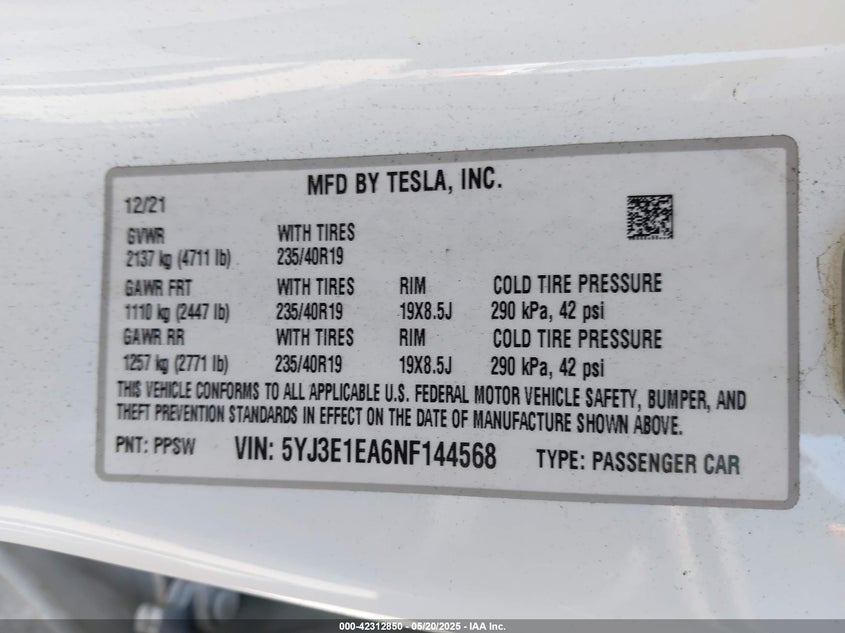 MFD BY TESLA, INC.
12/21
GVWR WITH TIRES
2137 kg (4711 lb) 235/40R19
GAWR FRT WITH TIRES RIM COLD TIRE PRESSURE
1110 kg (2447 lb) 235/40R19 19X8.5J 290 kPa, 42 psi
GAWR RR WITH TIRES RIM COLD TIRE PRESSURE
1257 kg (2771 lb) 235/40R19 19X8.5J 290 kPa, 42 psi
THIS VEHICLE CONFORMS TO ALL APPLICABLE U.S. FEDERAL MOTOR VEHICLE SAFETY, BUMPER, AND
THEFT PREVENTION STANDARDS IN EFFECT ON THE DATE OF MANUFACTURE SHOWN ABOVE.
PNT: PPSW VIN: 5YJ3E1EA6NF144568 TYPE: PASSENGER CAR
000-42312850 - 05/20/2025 - IAA Inc.